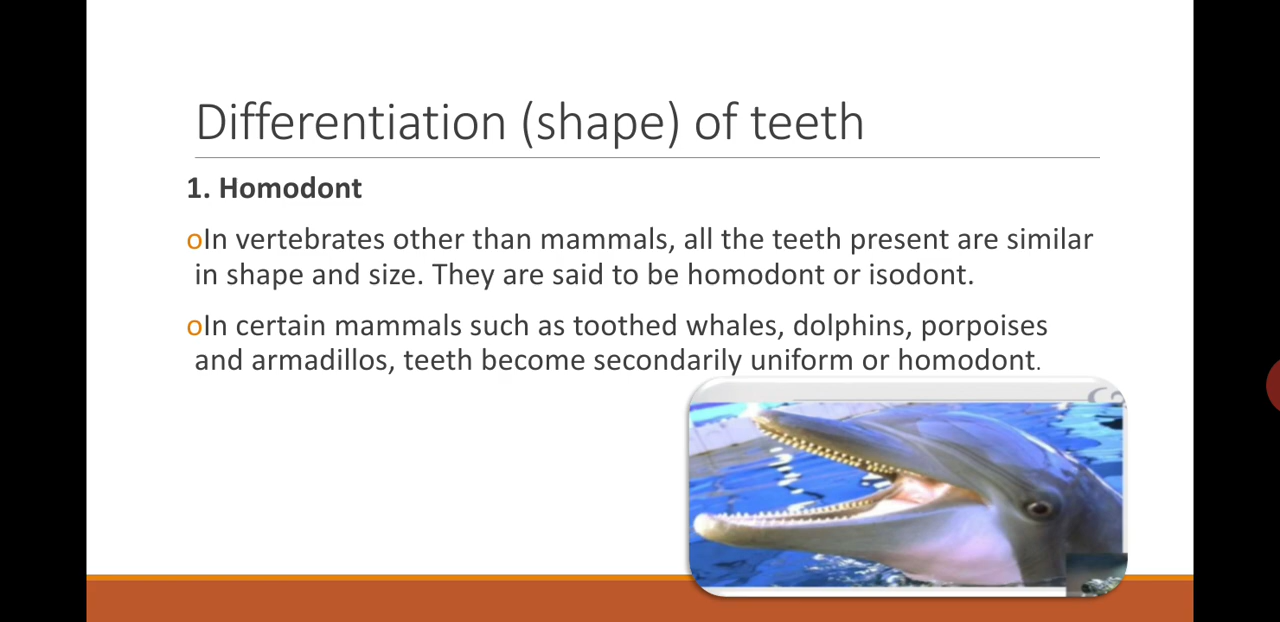 Differentiation (shape) of teeth
1. Homodont
oIn vertebrates other than mammals, all the teeth present are similar
in shape and size. They are said to be homodont or isodont.
oIn certain mammals such as toothed whales, dolphins, porpoises
and armadillos, teeth become secondarily uniform or homodont.